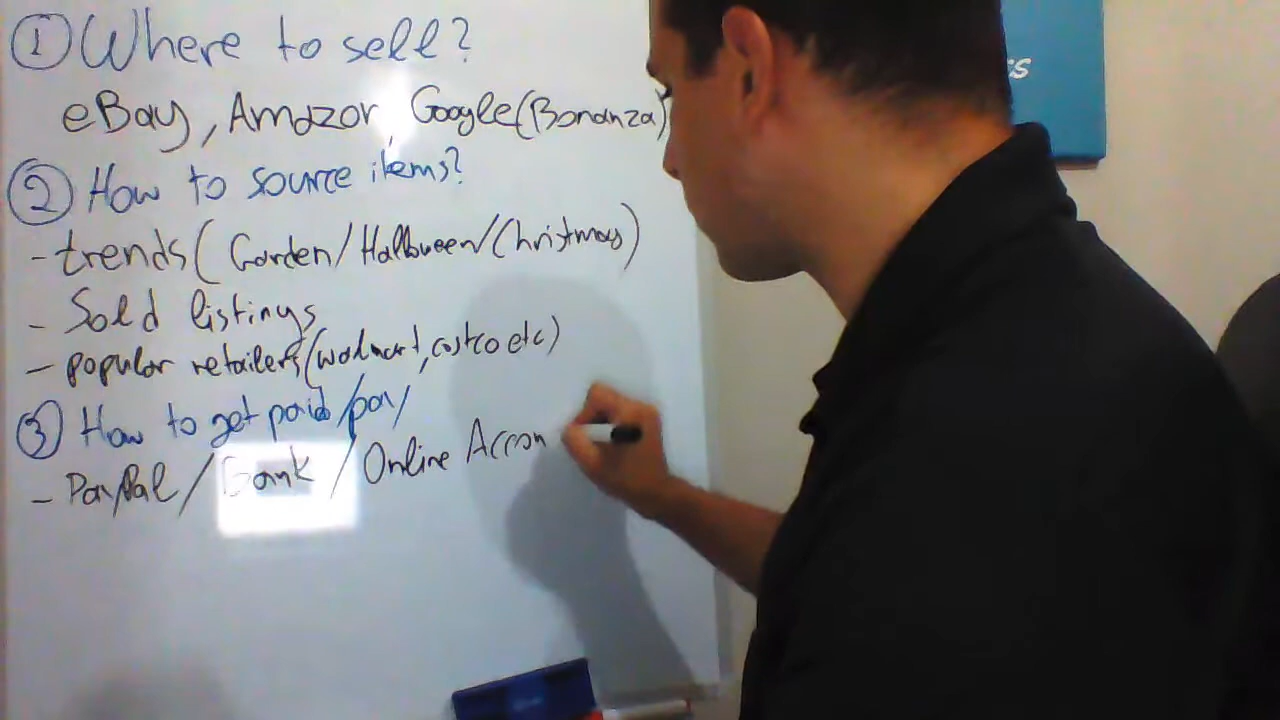 ① Where to sell?
eBay, Amazon, Google(Bonanza)
② How to source items?
- trends (Garden/Halloween/Christmas)
- Sold listings
- popular retailers (walmart, costco etc)
③ How to get paid/pay
- PayPal / Bank / Online Accou